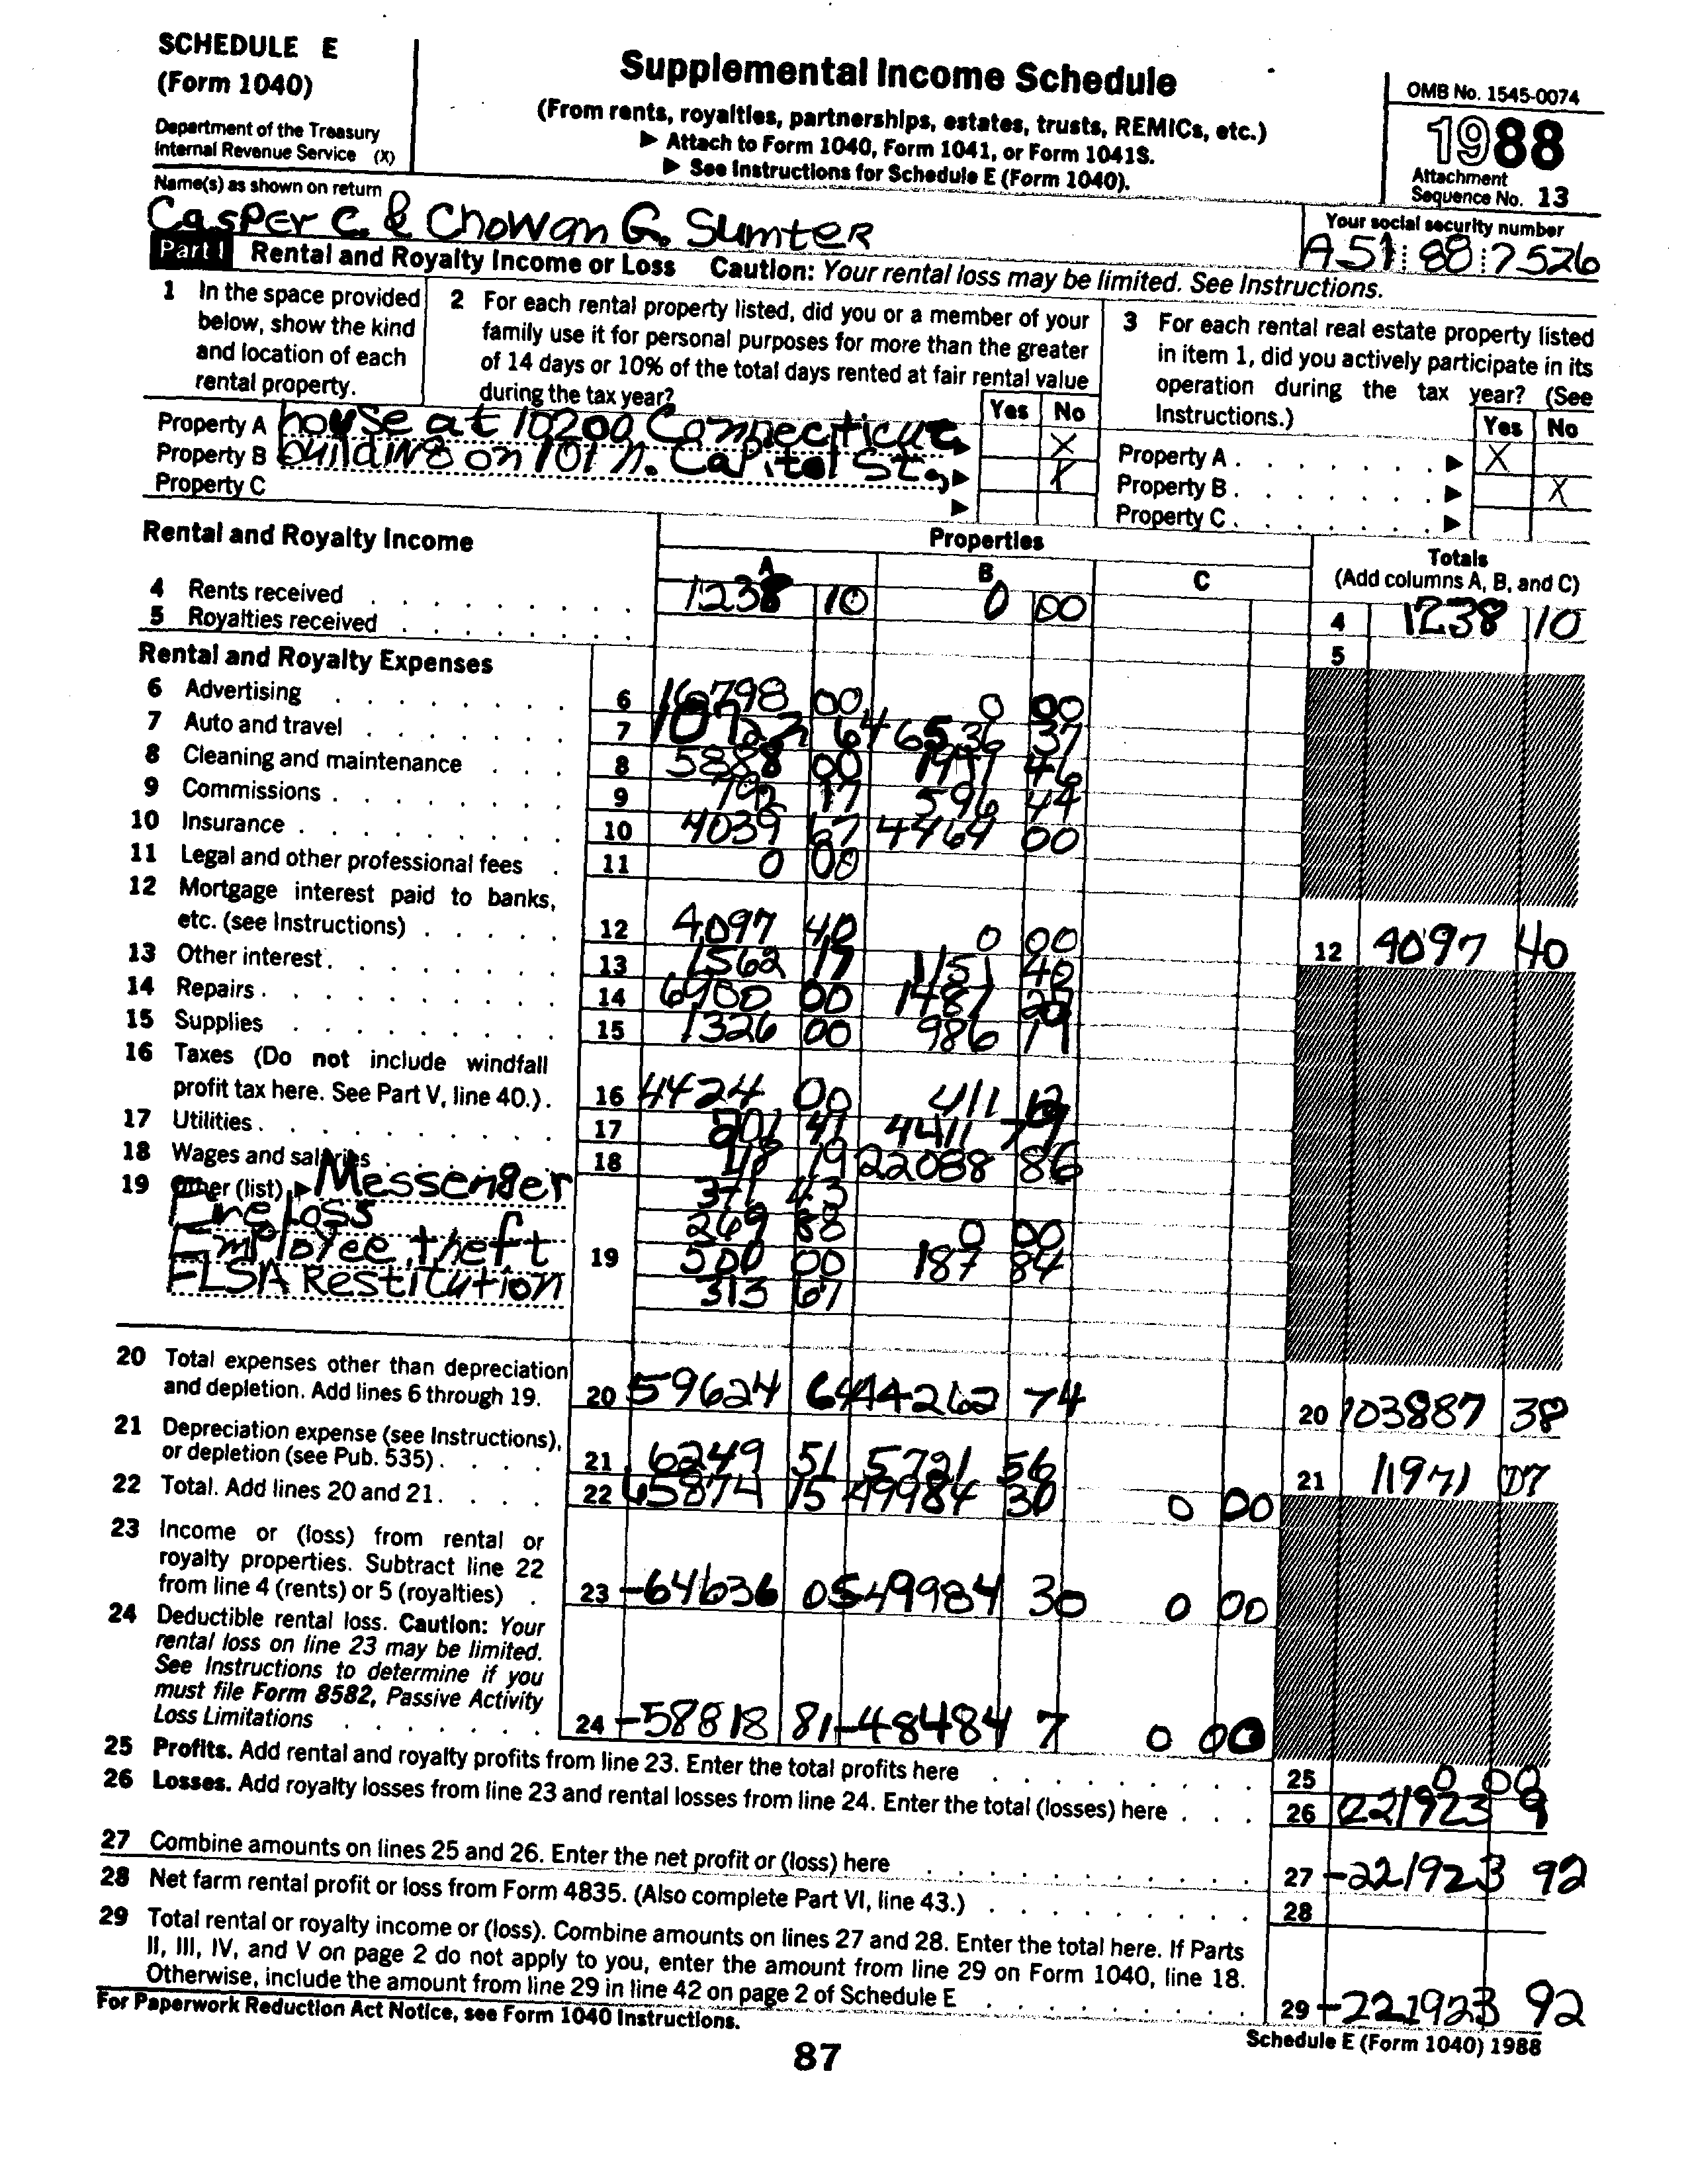 SCHEDULE E
(Form 1040)
Department of the Treasury
Internal Revenue Service (X)
Supplemental Income Schedule
(From rents, royalties, partnerships, estates, trusts, REMICs, etc.)
▶ Attach to Form 1040, Form 1041, or Form 1041S.
▶ See Instructions for Schedule E (Form 1040).
OMB No. 1545-0074
1988
Attachment
Sequence No. 13
Name(s) as shown on return
Casper C. & Chowan G. Sumter
Your social security number
A51 88 7526
Part I Rental and Royalty Income or Loss Caution: Your rental loss may be limited. See Instructions.
1 In the space provided
below, show the kind
and location of each
rental property.
2 For each rental property listed, did you or a member of your
family use it for personal purposes for more than the greater
of 14 days or 10% of the total days rented at fair rental value
during the tax year?
3 For each rental real estate property listed
in item 1, did you actively participate in its
operation during the tax year? (See
Instructions.)
Yes No
Yes No
Property A house at 10200 Connecticut X
Property B building on 101 N. Capitol St. X
Property C
Property A X
Property B X
Property C
Rental and Royalty Income
Properties
A B C
Totals
(Add columns A, B, and C)
4 Rents received 1238 10 0 00 4 1238 10
5 Royalties received 5
Rental and Royalty Expenses
6 Advertising 6 16798 00 0 00
7 Auto and travel 7 64 6536 37
8 Cleaning and maintenance 8 5888 00 46
9 Commissions 9 792 17 596 44
10 Insurance 10 4039 67 4464 00
11 Legal and other professional fees 11 0 00
12 Mortgage interest paid to banks,
etc. (see Instructions) 12 4097 40 0 00 12 4097 40
13 Other interest 13 1562 1151
14 Repairs 14 00 1487
15 Supplies 15 1326 00 986 19
16 Taxes (Do not include windfall
profit tax here. See Part V, line 40.) 16 4424 00 411
17 Utilities 17 201 4411
18 Wages and salaries 18 19 22088 86
19 Other (list) ▶ Messenger 43
Fire loss 269 88 0 00
Employee theft 19 500 00 187 84
FLSA Restitution 313 67
20 Total expenses other than depreciation
and depletion. Add lines 6 through 19. 20 59624 64 44262 74 20 103887 38
21 Depreciation expense (see Instructions),
or depletion (see Pub. 535) 21 6249 51 5721 56 21 11971 07
22 Total. Add lines 20 and 21. 22 65874 15 49984 30 0 00
23 Income or (loss) from rental or
royalty properties. Subtract line 22
from line 4 (rents) or 5 (royalties) 23 -64636 05 -49984 30 0 00
24 Deductible rental loss. Caution: Your
rental loss on line 23 may be limited.
See Instructions to determine if you
must file Form 8582, Passive Activity
Loss Limitations 24 -58818 81 -48484 7 0 00
25 Profits. Add rental and royalty profits from line 23. Enter the total profits here 25 0 00
26 Losses. Add royalty losses from line 23 and rental losses from line 24. Enter the total (losses) here 26 221923 9
27 Combine amounts on lines 25 and 26. Enter the net profit or (loss) here 27 -221923 92
28 Net farm rental profit or loss from Form 4835. (Also complete Part VI, line 43.) 28
29 Total rental or royalty income or (loss). Combine amounts on lines 27 and 28. Enter the total here. If Parts
II, III, IV, and V on page 2 do not apply to you, enter the amount from line 29 on Form 1040, line 18.
Otherwise, include the amount from line 29 in line 42 on page 2 of Schedule E 29 -221923 92
For Paperwork Reduction Act Notice, see Form 1040 Instructions.
Schedule E (Form 1040) 1988
87